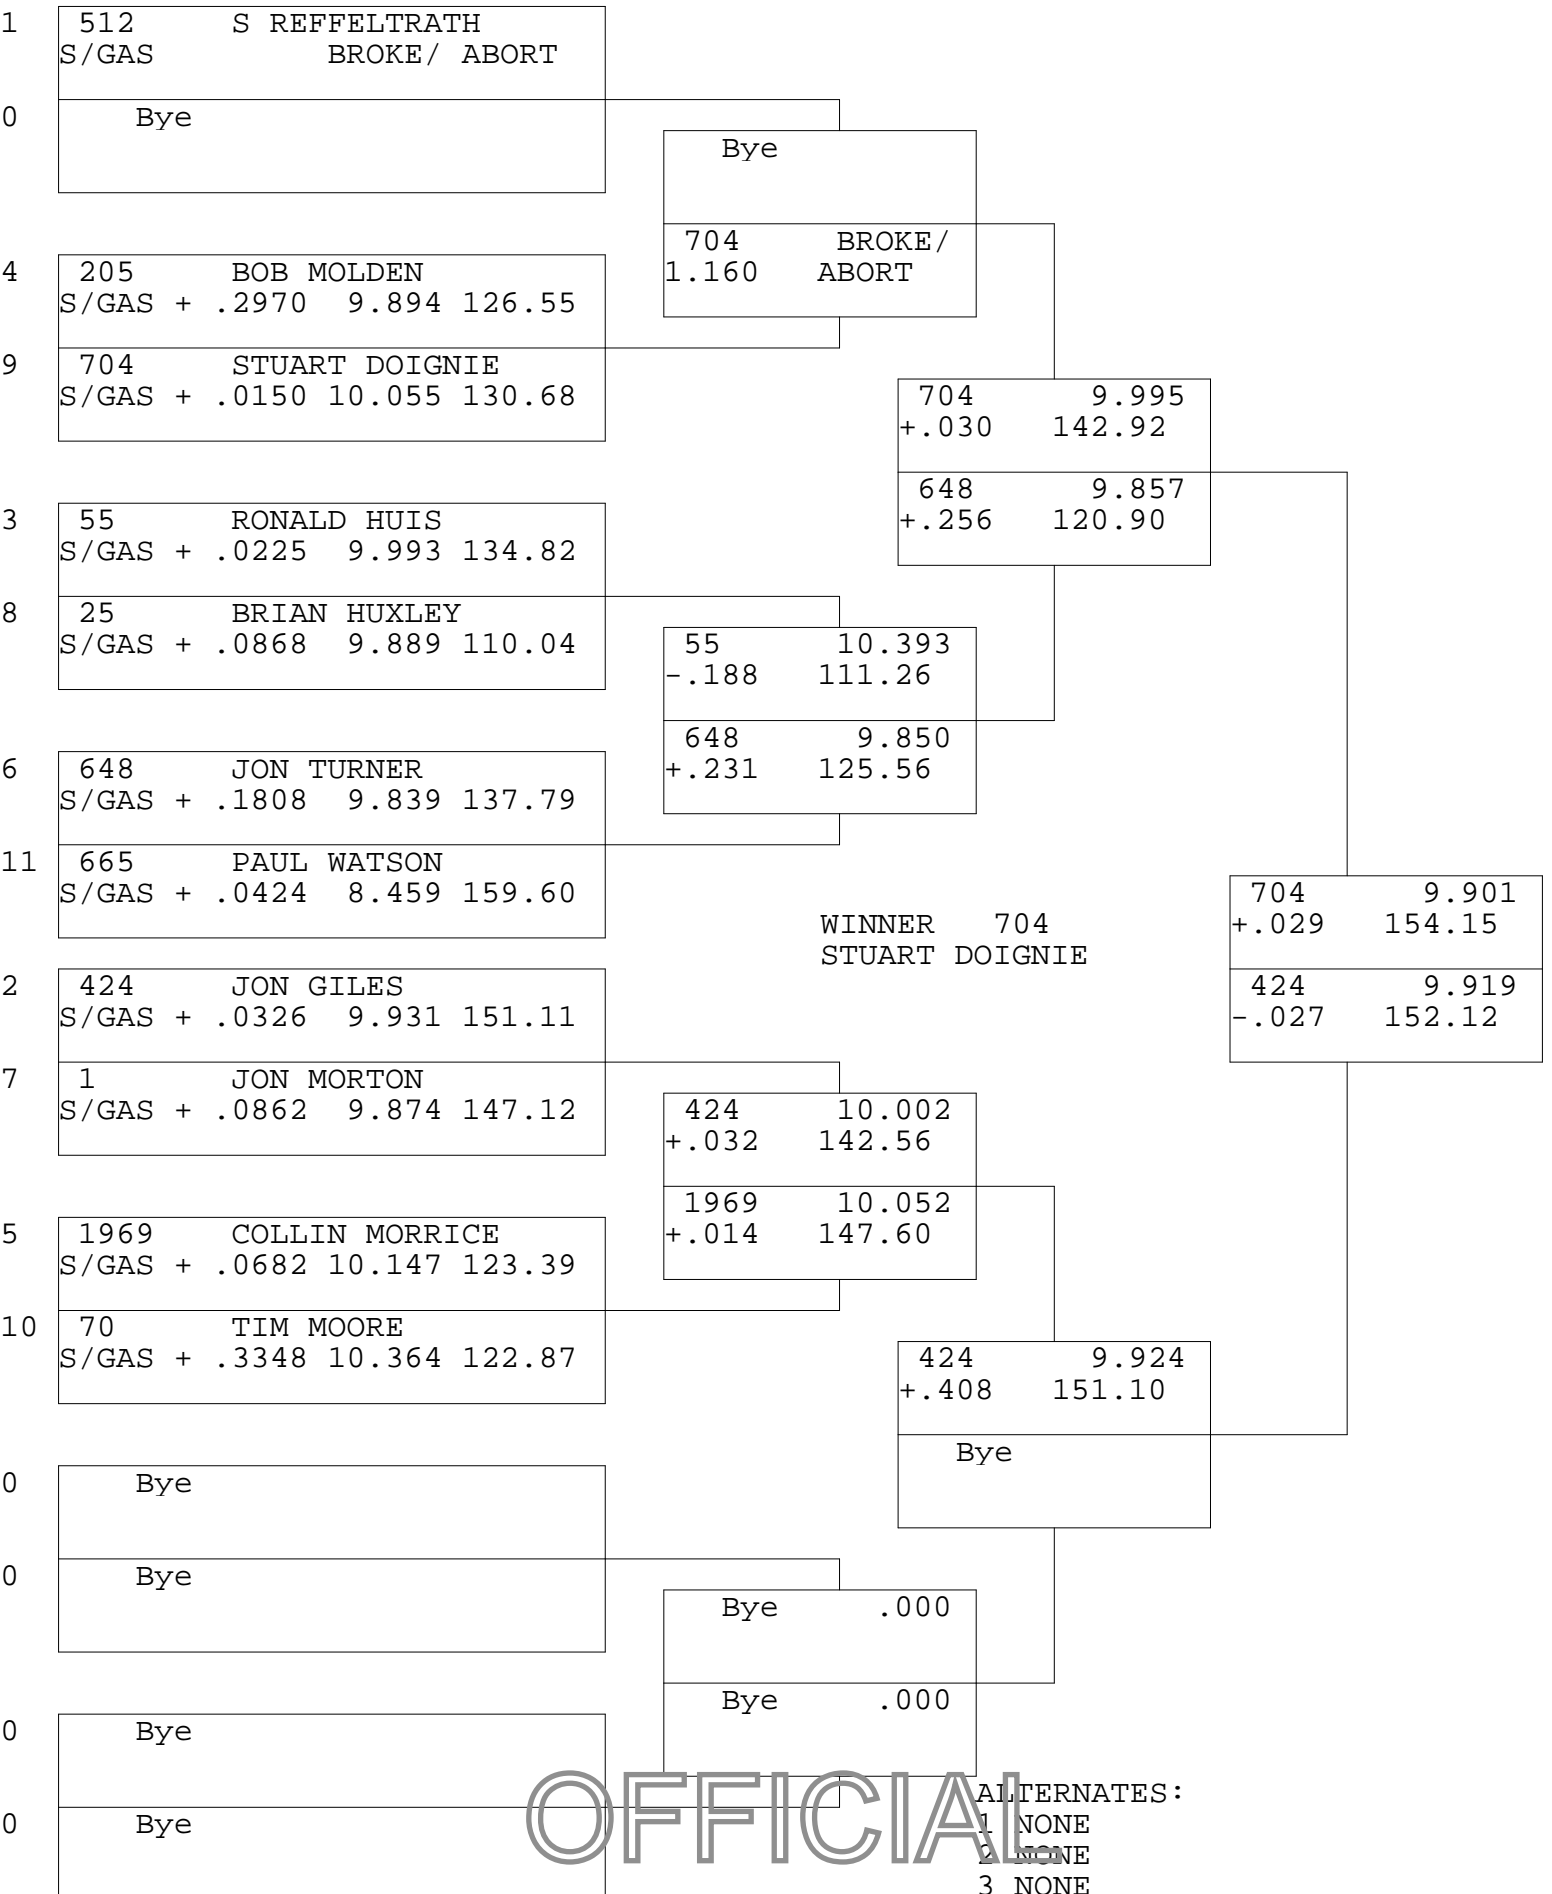 1 512 S REFFELTRATH
S/GAS BROKE/ ABORT
0 Bye
Bye
704 BROKE/
1.160 ABORT
4 205 BOB MOLDEN
S/GAS + .2970 9.894 126.55
9 704 STUART DOIGNIE
S/GAS + .0150 10.055 130.68
704 9.995
+.030 142.92
648 9.857
+.256 120.90
3 55 RONALD HUIS
S/GAS + .0225 9.993 134.82
8 25 BRIAN HUXLEY
S/GAS + .0868 9.889 110.04
55 10.393
-.188 111.26
648 9.850
+.231 125.56
6 648 JON TURNER
S/GAS + .1808 9.839 137.79
11 665 PAUL WATSON
S/GAS + .0424 8.459 159.60
WINNER 704
STUART DOIGNIE
704 9.901
+.029 154.15
424 9.919
-.027 152.12
2 424 JON GILES
S/GAS + .0326 9.931 151.11
7 1 JON MORTON
S/GAS + .0862 9.874 147.12
424 10.002
+.032 142.56
1969 10.052
+.014 147.60
5 1969 COLLIN MORRICE
S/GAS + .0682 10.147 123.39
10 70 TIM MOORE
S/GAS + .3348 10.364 122.87
424 9.924
+.408 151.10
Bye
0 Bye
0 Bye
Bye .000
Bye .000
0 Bye
0 Bye
OFFICIAL
ALTERNATES:
1 NONE
2 NONE
3 NONE